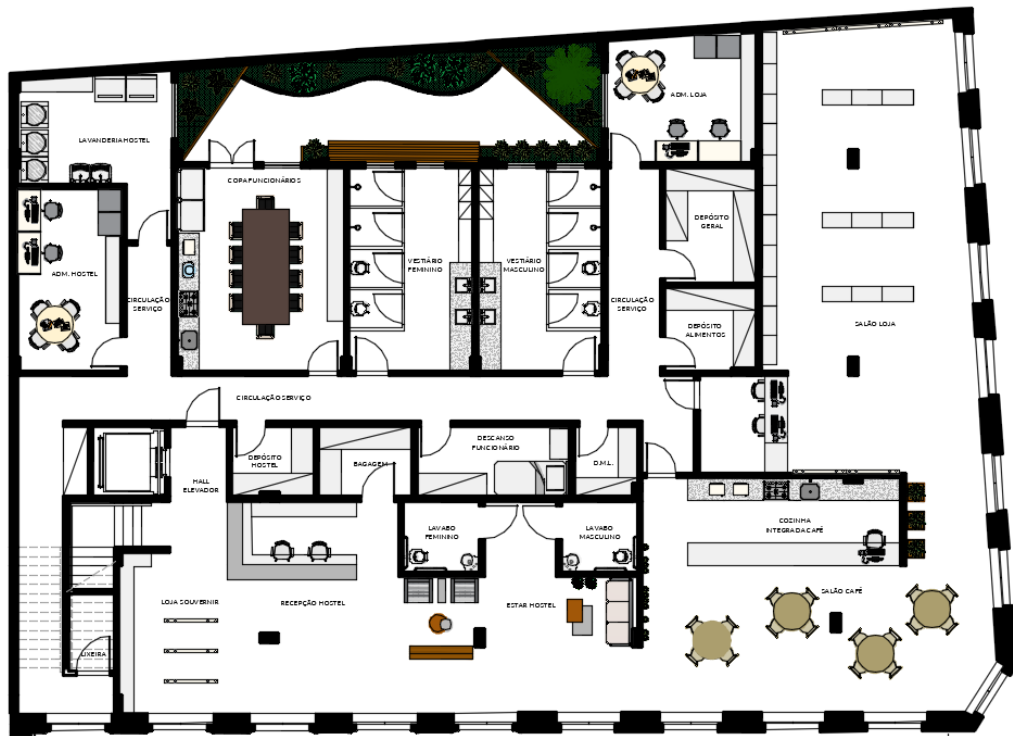 ADM. LOJA
LAVANDERIA HOSTEL
COPA FUNCIONÁRIOS
DEPÓSITO
GERAL
VESTIÁRIO
FEMININO
VESTIÁRIO
MASCULINO
ADM. HOSTEL
CIRCULAÇÃO
SERVIÇO
CIRCULAÇÃO
SERVIÇO
DEPÓSITO
ALIMENTOS
SALÃO LOJA
CIRCULAÇÃO SERVIÇO
DESCANSO
FUNCIONÁRIO
DEPÓSITO
HOSTEL
BAGAGEM
D.M.L.
HALL
ELEVADOR
LAVABO
FEMININO
LAVABO
MASCULINO
COZINHA
INTEGRADA CAFÉ
LOJA SOUVERNIR
RECEPÇÃO HOSTEL
ESTAR HOSTEL
SALÃO CAFÉ
LIXEIRA